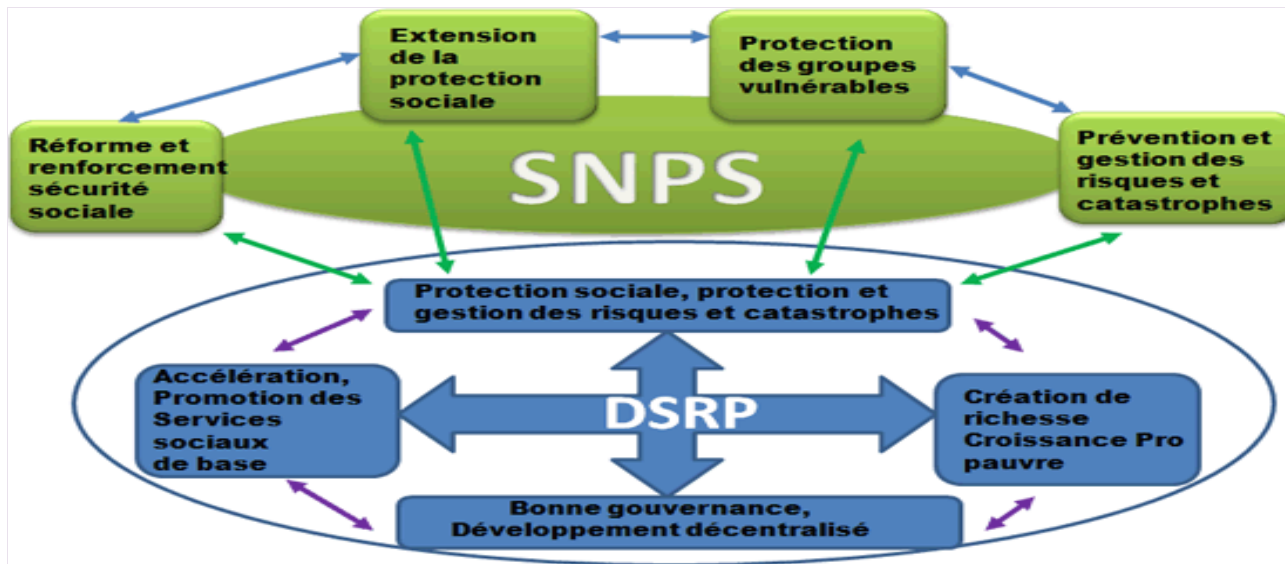 Extension
de la
protection
sociale
Protection
des groupes
vulnérables
Réforme et
renforcement
sécurité
sociale
SNPS
Prévention et
gestion des
risques et
catastrophes
Protection sociale, protection et
gestion des risques et catastrophes
Accélération,
Promotion des
Services
sociaux
de base
DSRP
Création de
richesse
Croissance Pro
pauvre
Bonne gouvernance,
Développement décentralisé